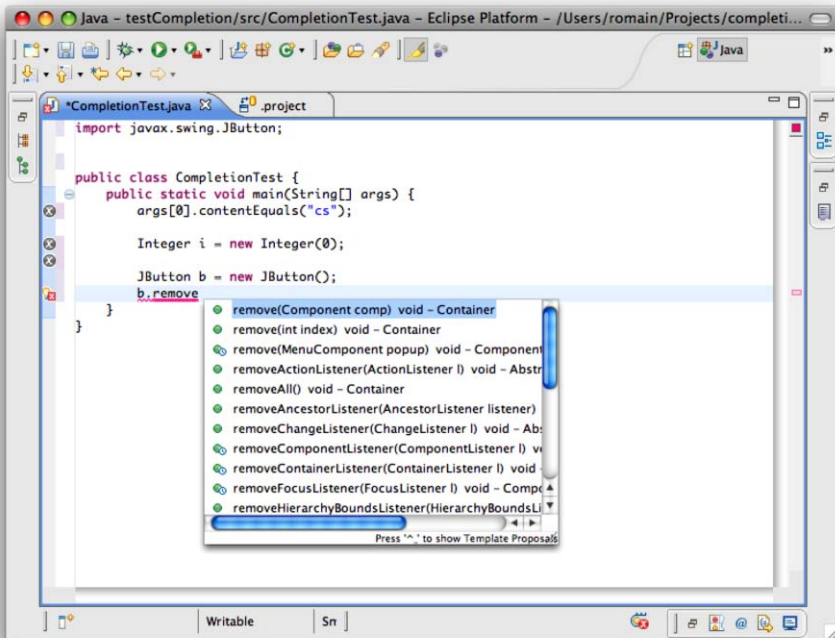 Java – testCompletion/src/CompletionTest.java – Eclipse Platform – /Users/romain/Projects/completi...
Java
*CompletionTest.java
.project
import javax.swing.JButton;
public class CompletionTest {
public static void main(String[] args) {
args[0].contentEquals("cs");
Integer i = new Integer(0);
JButton b = new JButton();
b.remove
}
}
remove(Component comp) void – Container
remove(int index) void – Container
remove(MenuComponent popup) void – Component
removeActionListener(ActionListener l) void – Abstr
removeAll() void – Container
removeAncestorListener(AncestorListener listener)
removeChangeListener(ChangeListener l) void – Abs
removeComponentListener(ComponentListener l) v
removeContainerListener(ContainerListener l) void –
removeFocusListener(FocusListener l) void – Compo
removeHierarchyBoundsListener(HierarchyBoundsLi
Press '^_' to show Template Proposals
Writable
Sm